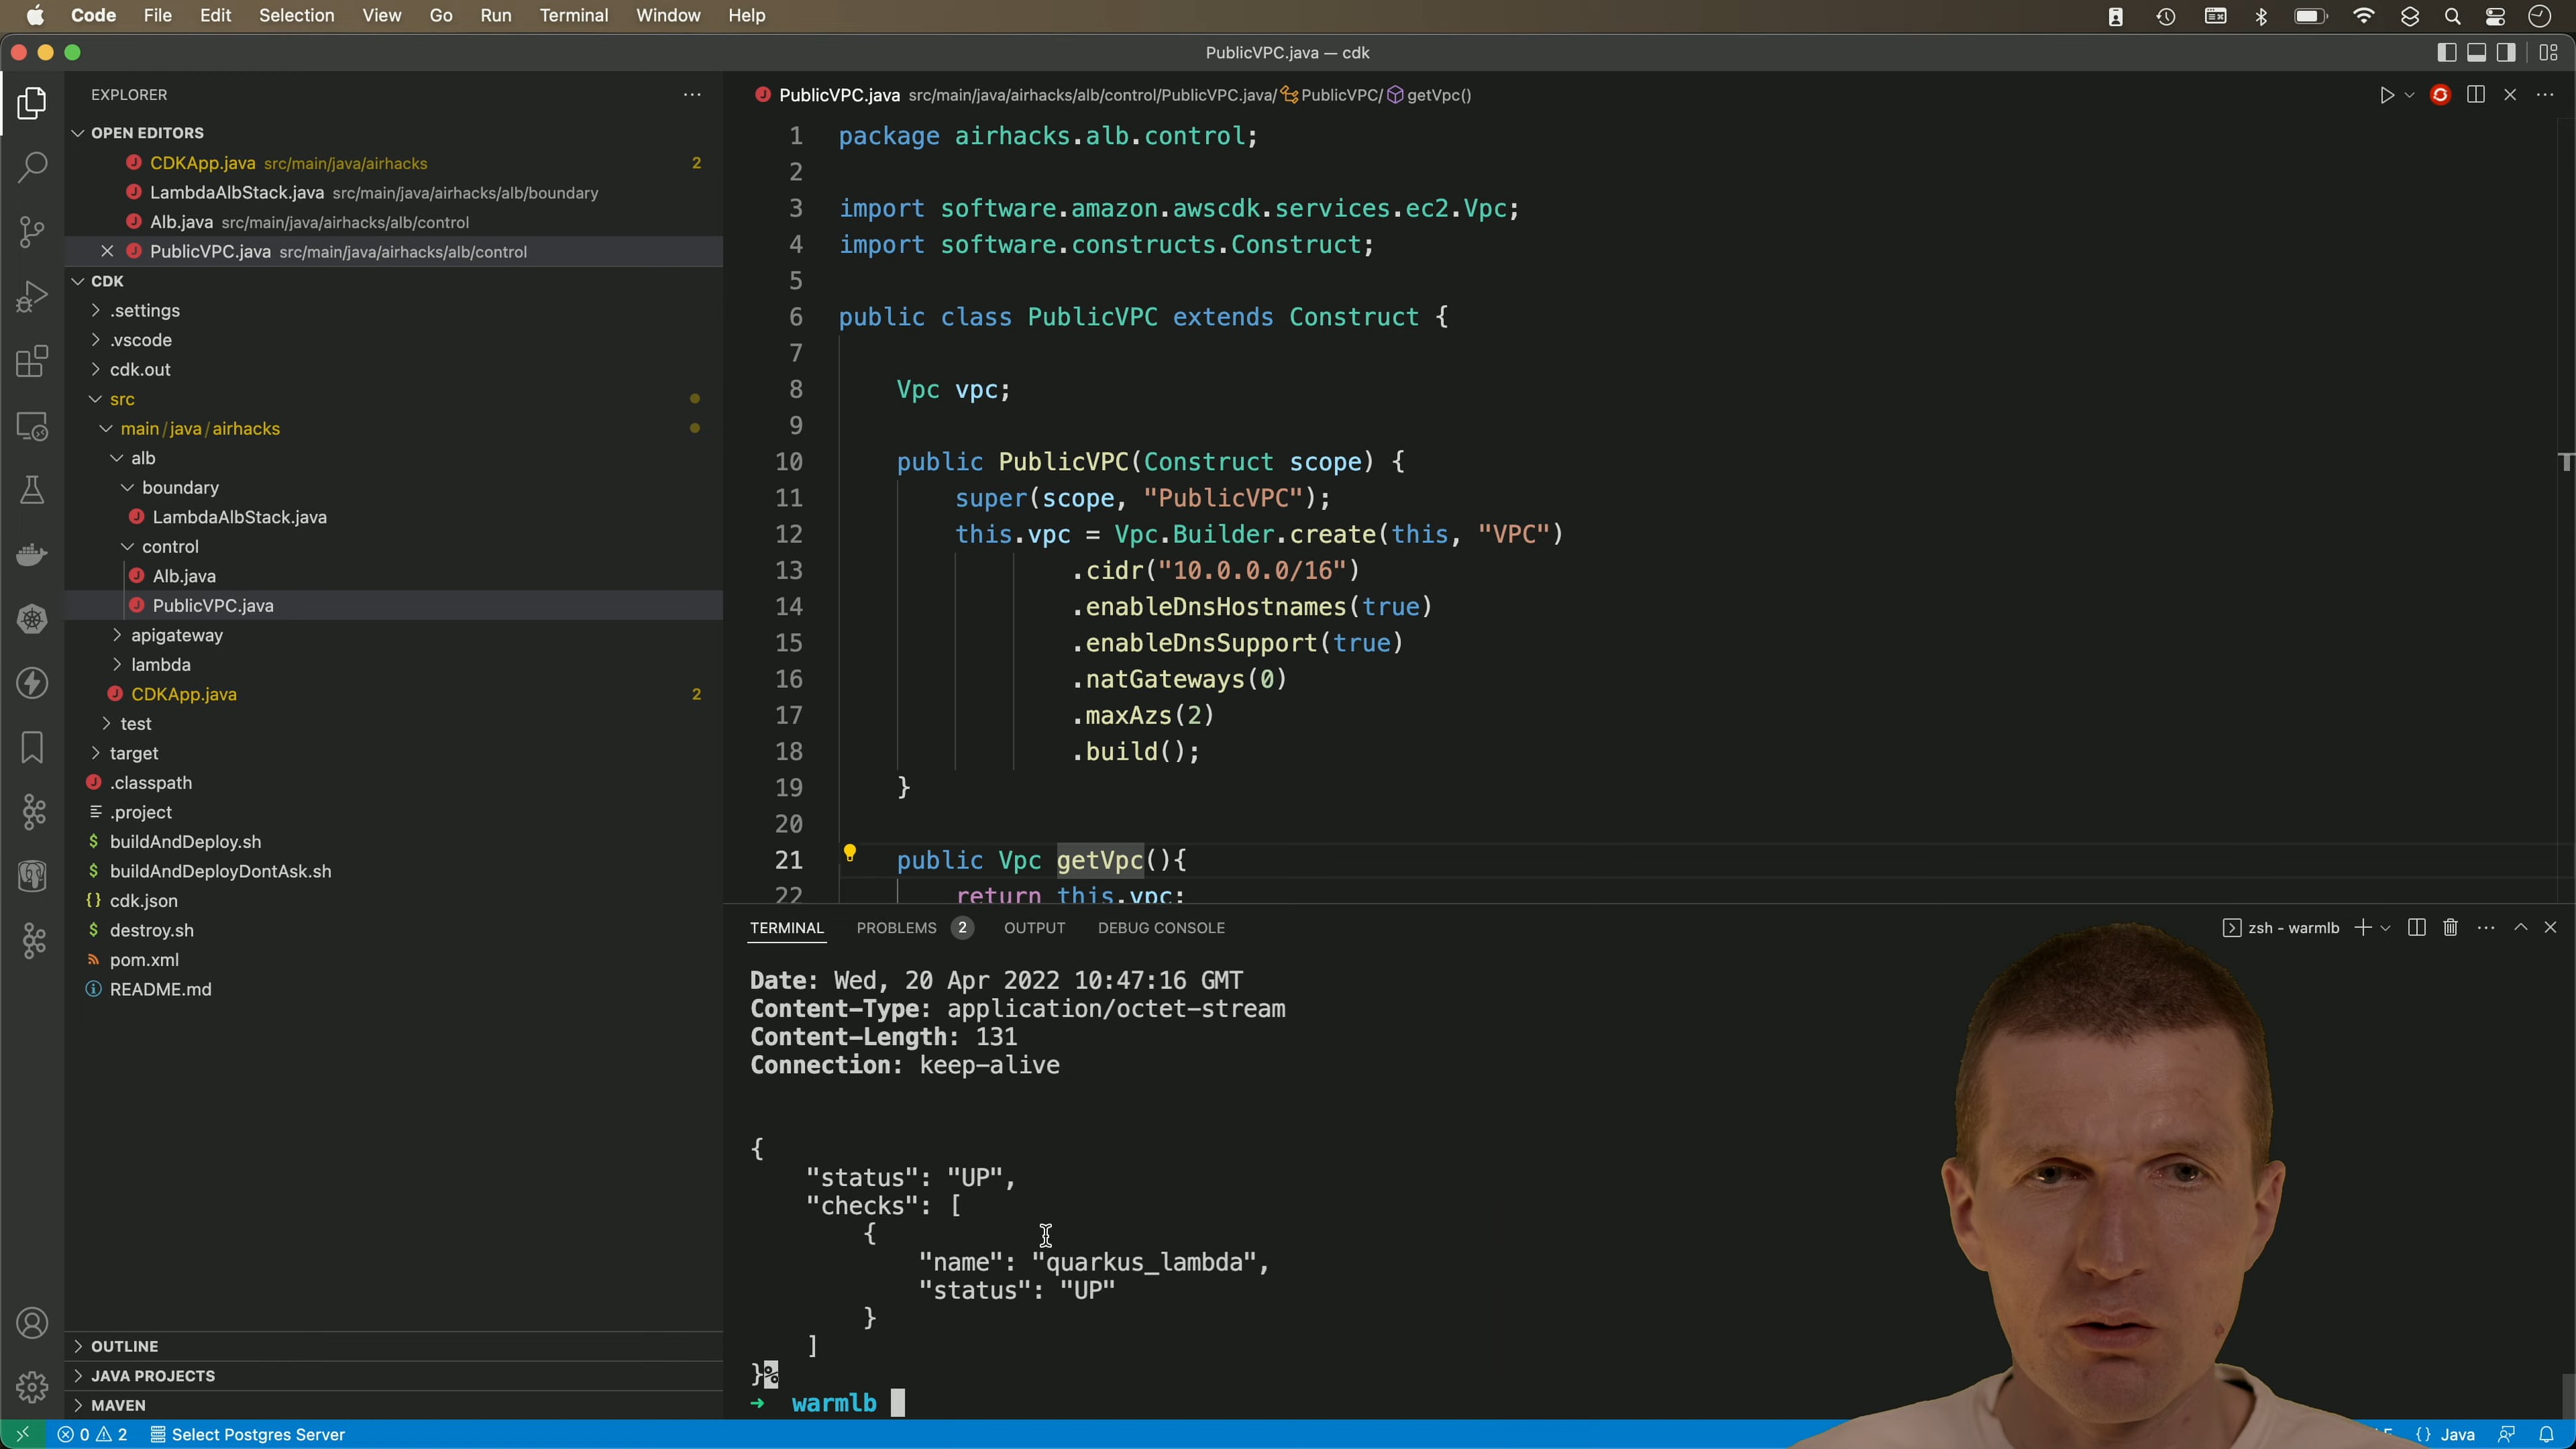 Code File Edit Selection View Go Run Terminal Window Help
PublicVPC.java — cdk
EXPLORER
OPEN EDITORS
CDKApp.java src/main/java/airhacks 2
LambdaAlbStack.java src/main/java/airhacks/alb/boundary
Alb.java src/main/java/airhacks/alb/control
PublicVPC.java src/main/java/airhacks/alb/control
CDK
.settings
.vscode
cdk.out
src
main/java/airhacks
alb
boundary
LambdaAlbStack.java
control
Alb.java
PublicVPC.java
apigateway
lambda
CDKApp.java 2
test
target
.classpath
.project
$ buildAndDeploy.sh
$ buildAndDeployDontAsk.sh
{} cdk.json
$ destroy.sh
pom.xml
README.md
OUTLINE
JAVA PROJECTS
MAVEN
PublicVPC.java src/main/java/airhacks/alb/control/PublicVPC.java/ PublicVPC/ getVpc()
1 package airhacks.alb.control;
2
3 import software.amazon.awscdk.services.ec2.Vpc;
4 import software.constructs.Construct;
5
6 public class PublicVPC extends Construct {
7
8 Vpc vpc;
9
10 public PublicVPC(Construct scope) {
11 super(scope, "PublicVPC");
12 this.vpc = Vpc.Builder.create(this, "VPC")
13 .cidr("10.0.0.0/16")
14 .enableDnsHostnames(true)
15 .enableDnsSupport(true)
16 .natGateways(0)
17 .maxAzs(2)
18 .build();
19 }
20
21 public Vpc getVpc(){
22 return this.vpc;
TERMINAL PROBLEMS 2 OUTPUT DEBUG CONSOLE zsh - warmlb
Date: Wed, 20 Apr 2022 10:47:16 GMT
Content-Type: application/octet-stream
Content-Length: 131
Connection: keep-alive
{
"status": "UP",
"checks": [
{
"name": "quarkus_lambda",
"status": "UP"
}
]
}%
➜ warmlb
0 2 Select Postgres Server {} Java